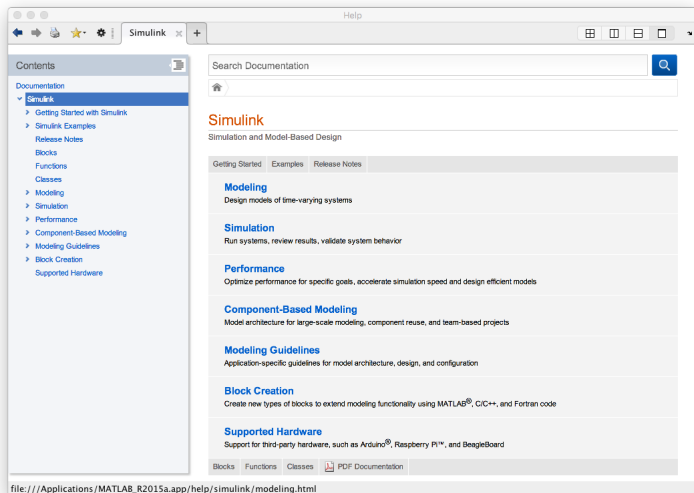 Help
Simulink
Contents
Documentation
Simulink
Getting Started with Simulink
Simulink Examples
Release Notes
Blocks
Functions
Classes
Modeling
Simulation
Performance
Component-Based Modeling
Modeling Guidelines
Block Creation
Supported Hardware
Search Documentation
Simulink
Simulation and Model-Based Design
Getting Started Examples Release Notes
Modeling
Design models of time-varying systems
Simulation
Run systems, review results, validate system behavior
Performance
Optimize performance for specific goals, accelerate simulation speed and design efficient models
Component-Based Modeling
Model architecture for large-scale modeling, component reuse, and team-based projects
Modeling Guidelines
Application-specific guidelines for model architecture, design, and configuration
Block Creation
Create new types of blocks to extend modeling functionality using MATLAB®, C/C++, and Fortran code
Supported Hardware
Support for third-party hardware, such as Arduino®, Raspberry Pi™, and BeagleBoard
Blocks Functions Classes PDF Documentation
file:///Applications/MATLAB_R2015a.app/help/simulink/modeling.html